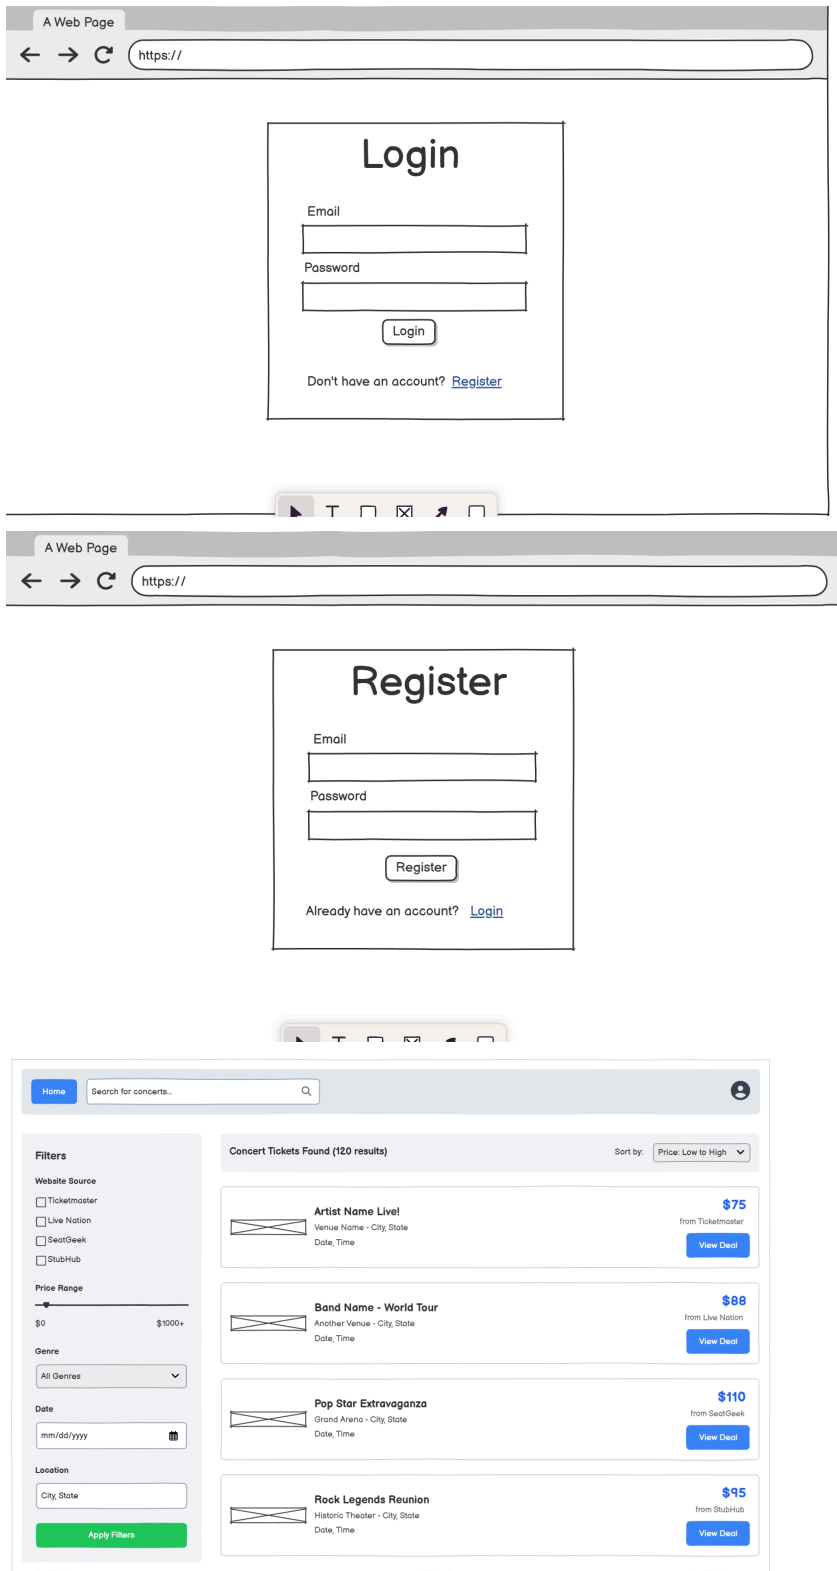 A Web Page
https://
Login
Email
Password
Login
Don't have an account? Register
A Web Page
https://
Register
Email
Password
Register
Already have an account? Login
Home Search for concerts...
Filters
Website Source
Ticketmaster
Live Nation
SeatGeek
StubHub
Price Range
$0 $1000+
Genre
All Genres
Date
mm/dd/yyyy
Location
City, State
Apply Filters
Concert Tickets Found (120 results) Sort by: Price: Low to High
Artist Name Live!
Venue Name - City, State
Date, Time
$75
from Ticketmaster
View Deal
Band Name - World Tour
Another Venue - City, State
Date, Time
$88
from Live Nation
View Deal
Pop Star Extravaganza
Grand Arena - City, State
Date, Time
$110
from SeatGeek
View Deal
Rock Legends Reunion
Historic Theater - City, State
Date, Time
$95
from StubHub
View Deal